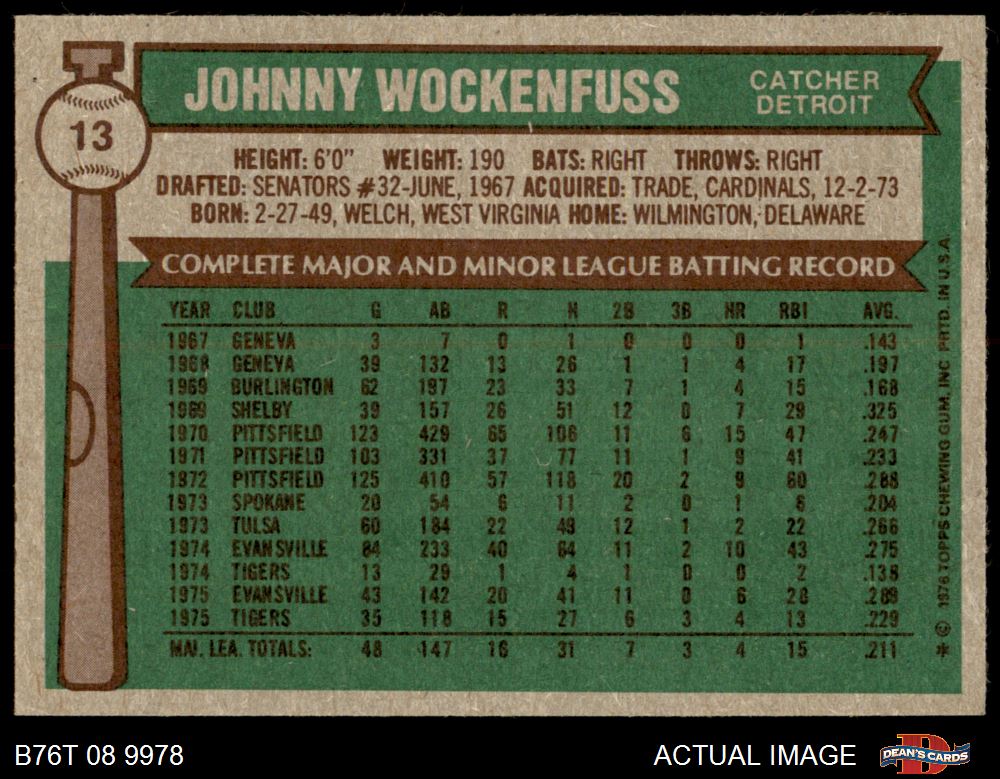 JOHNNY WOCKENFUSS
CATCHER
DETROIT
13
HEIGHT: 6'0" WEIGHT: 190 BATS: RIGHT THROWS: RIGHT
DRAFTED: SENATORS #32-JUNE, 1967 ACQUIRED: TRADE, CARDINALS, 12-2-73
BORN: 2-27-49, WELCH, WEST VIRGINIA HOME: WILMINGTON, DELAWARE
COMPLETE MAJOR AND MINOR LEAGUE BATTING RECORD
YEAR CLUB G AB R H 2B 3B HR RBI AVG.
1967 GENEVA 3 7 0 1 0 0 0 1 .143
1968 GENEVA 39 132 13 26 1 1 4 17 .197
1969 BURLINGTON 62 197 23 33 7 1 4 15 .168
1969 SHELBY 39 157 26 51 12 0 7 29 .325
1970 PITTSFIELD 123 429 65 106 11 6 15 47 .247
1971 PITTSFIELD 103 331 37 77 11 1 9 41 .233
1972 PITTSFIELD 125 410 57 118 20 2 9 60 .288
1973 SPOKANE 20 54 6 11 2 0 1 6 .204
1973 TULSA 60 184 22 49 12 1 2 22 .266
1974 EVANSVILLE 84 233 40 64 11 2 10 43 .275
1974 TIGERS 13 29 1 4 1 0 0 2 .138
1975 EVANSVILLE 43 142 20 41 11 0 6 28 .289
1975 TIGERS 35 118 15 27 6 3 4 13 .229
MAJ. LEA. TOTALS: 48 147 16 31 7 3 4 15 .211
* © 1976 TOPPS CHEWING GUM, INC PRTD. IN U.S.A.
B76T 08 9978
ACTUAL IMAGE
DEAN'S CARDS